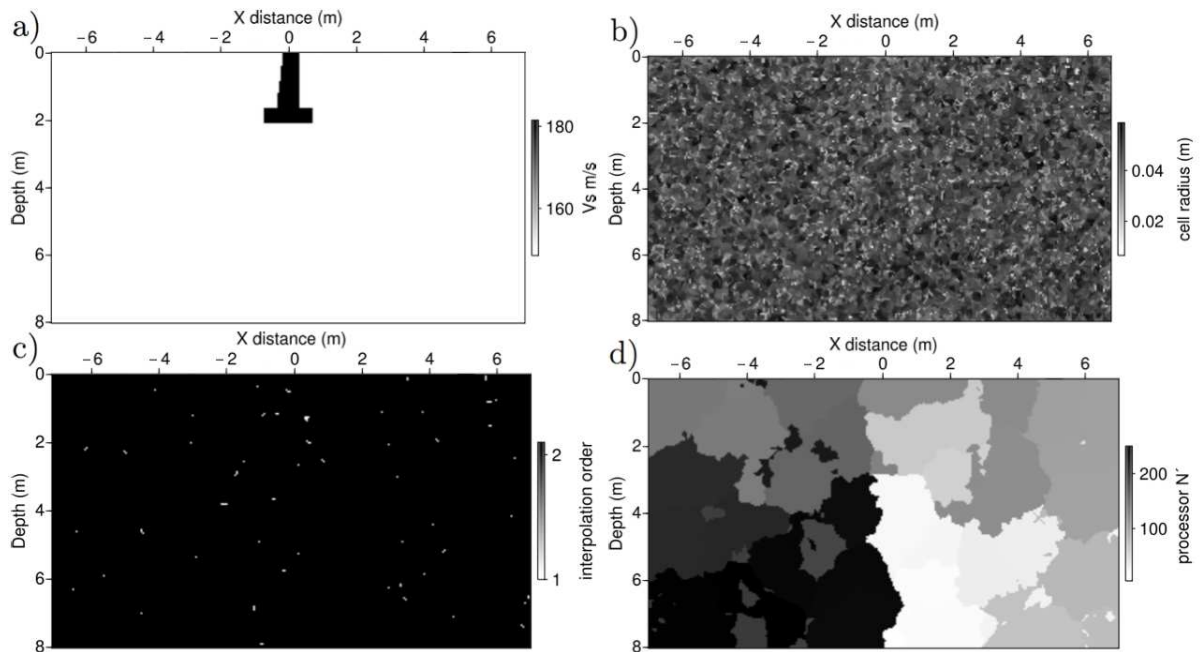 a)
X distance (m)
−6 −4 −2 0 2 4 6
0
2
4
6
8
Depth (m)
180
160
Vs m/s
b)
X distance (m)
−6 −4 −2 0 2 4 6
0
2
4
6
8
Depth (m)
0.04
0.02
cell radius (m)
c)
X distance (m)
−6 −4 −2 0 2 4 6
0
2
4
6
8
Depth (m)
2
1
interpolation order
d)
X distance (m)
−6 −4 −2 0 2 4 6
0
2
4
6
8
Depth (m)
200
100
processor N´